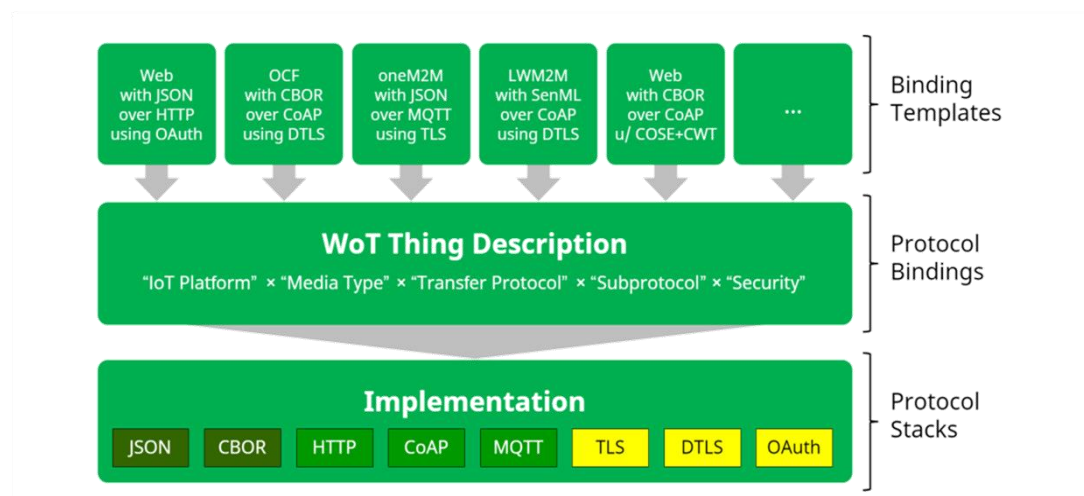 Web
with JSON
over HTTP
using OAuth
OCF
with CBOR
over CoAP
using DTLS
oneM2M
with JSON
over MQTT
using TLS
LWM2M
with SenML
over CoAP
using DTLS
Web
with CBOR
over CoAP
u/ COSE+CWT
...
Binding
Templates
WoT Thing Description
“IoT Platform” × “Media Type” × “Transfer Protocol” × “Subprotocol” × “Security”
Protocol
Bindings
Implementation
JSON CBOR HTTP CoAP MQTT TLS DTLS OAuth
Protocol
Stacks